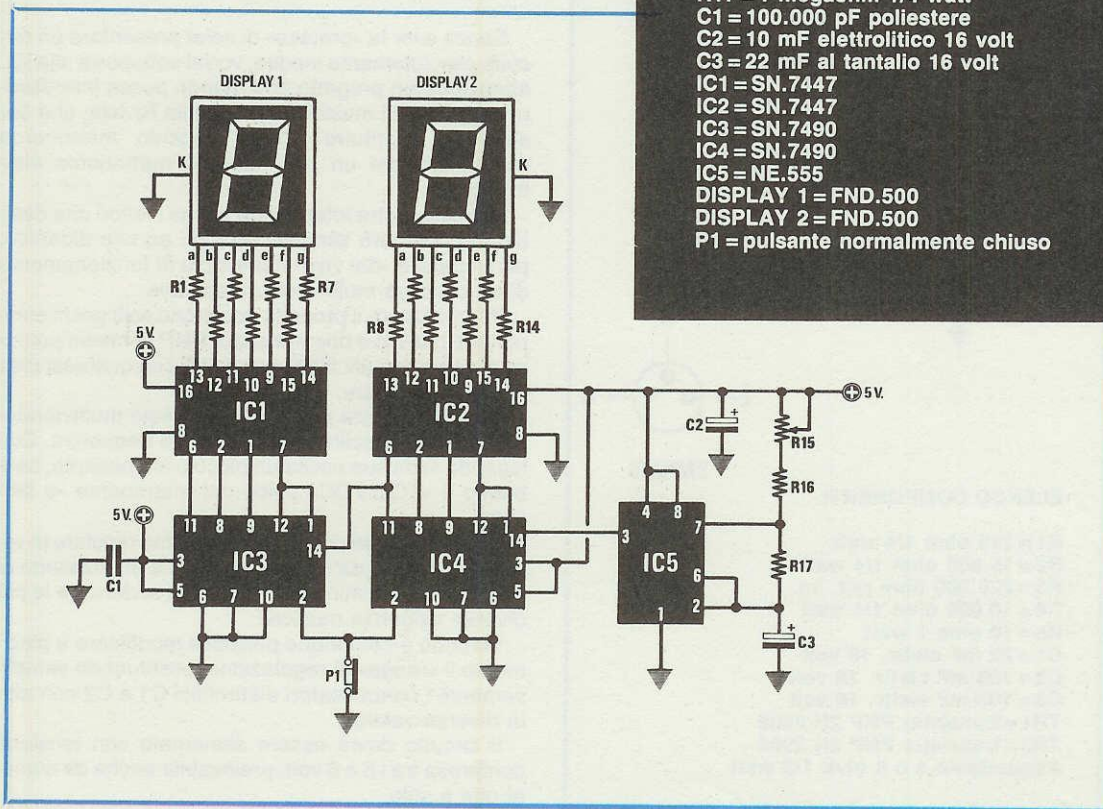 C1 = 100.000 pF poliestere
C2 = 10 mF elettrolitico 16 volt
C3 = 22 mF al tantalio 16 volt
IC1 = SN.7447
IC2 = SN.7447
IC3 = SN.7490
IC4 = SN.7490
IC5 = NE.555
DISPLAY 1 = FND.500
DISPLAY 2 = FND.500
P1 = pulsante normalmente chiuso
DISPLAY 1 DISPLAY 2
K K
a b c d e f g a b c d e f g
R1 R7 R8 R14
5 V.
13 12 11 10 9 15 14 13 12 11 10 9 15 14
16 IC1 IC2 16
8 8
6 2 1 7 6 2 1 7
5 V.
C2 + R15
R16
5 V.
11 8 9 12 1 11 8 9 12 1
14 14
3 IC3 IC4 3
5 5
6 7 10 2 2 10 7 6
C1
4 8
3 7
IC5
6
2
1
R17
+ C3
P1